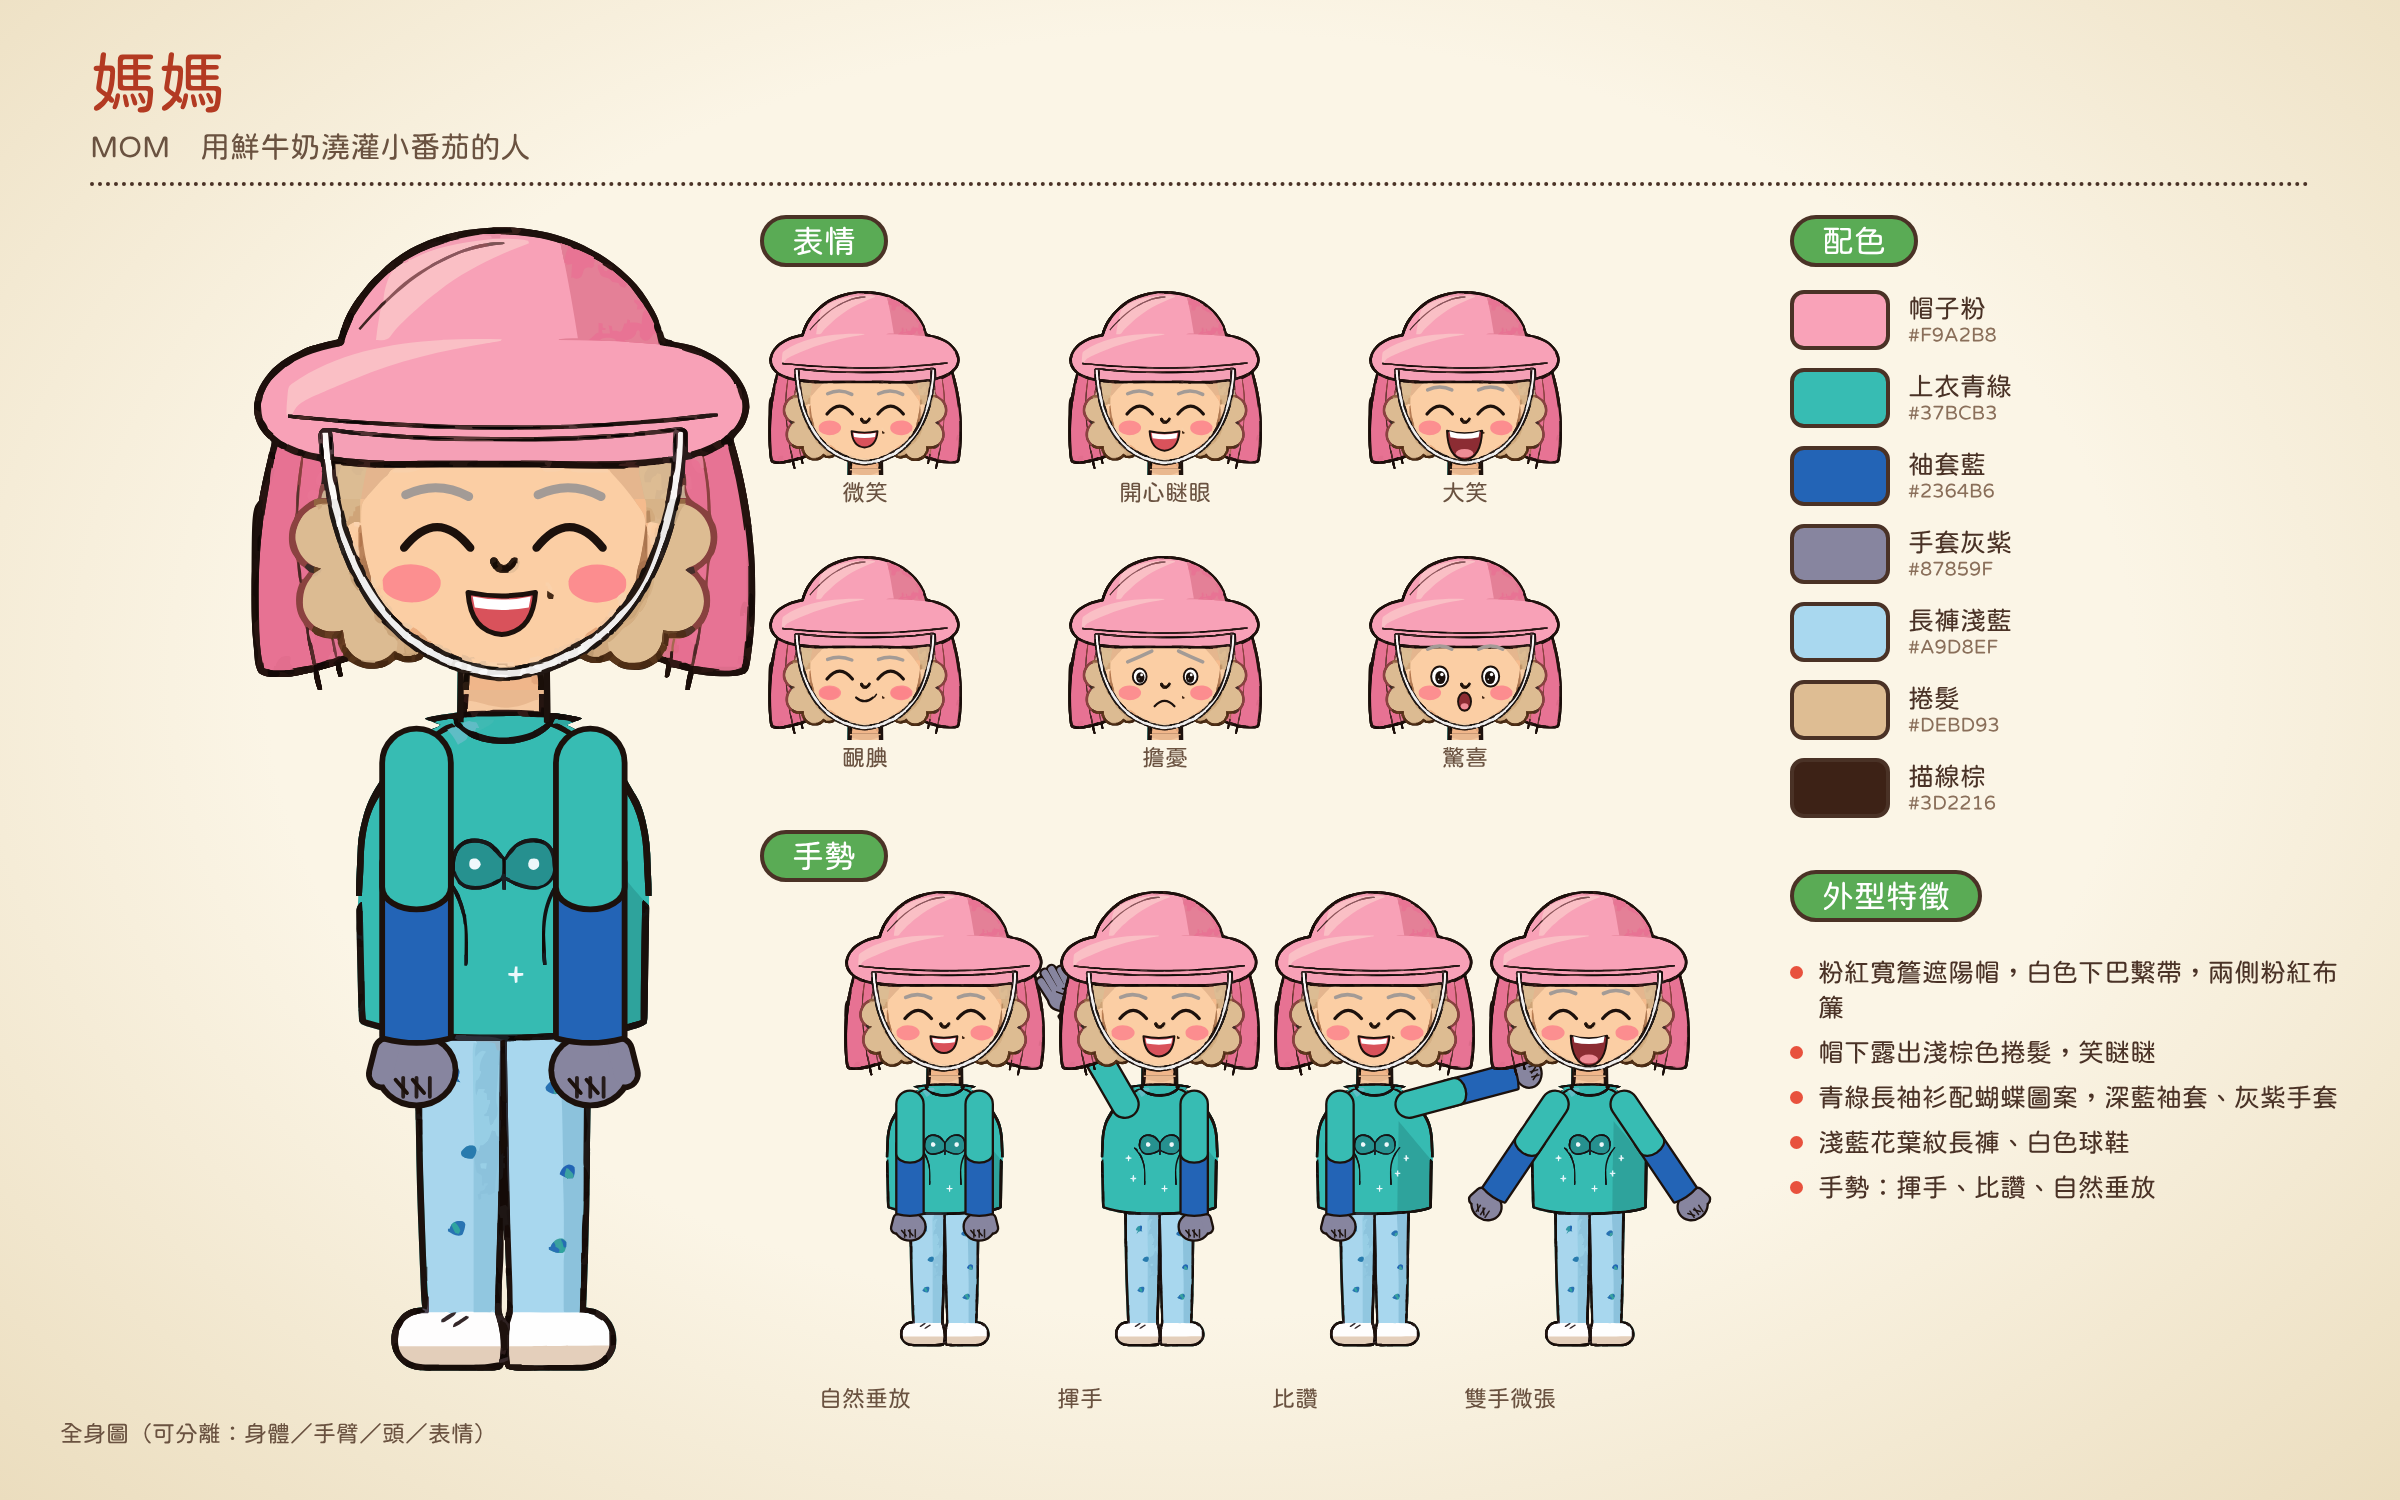 媽媽
MOM 用鮮牛奶澆灌小番茄的人
表情
微笑
開心瞇眼
大笑
靦腆
擔憂
驚喜
手勢
自然垂放
揮手
比讚
雙手微張
全身圖（可分離：身體／手臂／頭／表情）
配色
帽子粉
#F9A2B8
上衣青綠
#37BCB3
袖套藍
#2364B6
手套灰紫
#87859F
長褲淺藍
#A9D8EF
捲髮
#DEBD93
描線棕
#3D2216
外型特徵
粉紅寬簷遮陽帽，白色下巴繫帶，兩側粉紅布
簾
帽下露出淺棕色捲髮，笑瞇瞇
青綠長袖衫配蝴蝶圖案，深藍袖套、灰紫手套
淺藍花葉紋長褲、白色球鞋
手勢：揮手、比讚、自然垂放